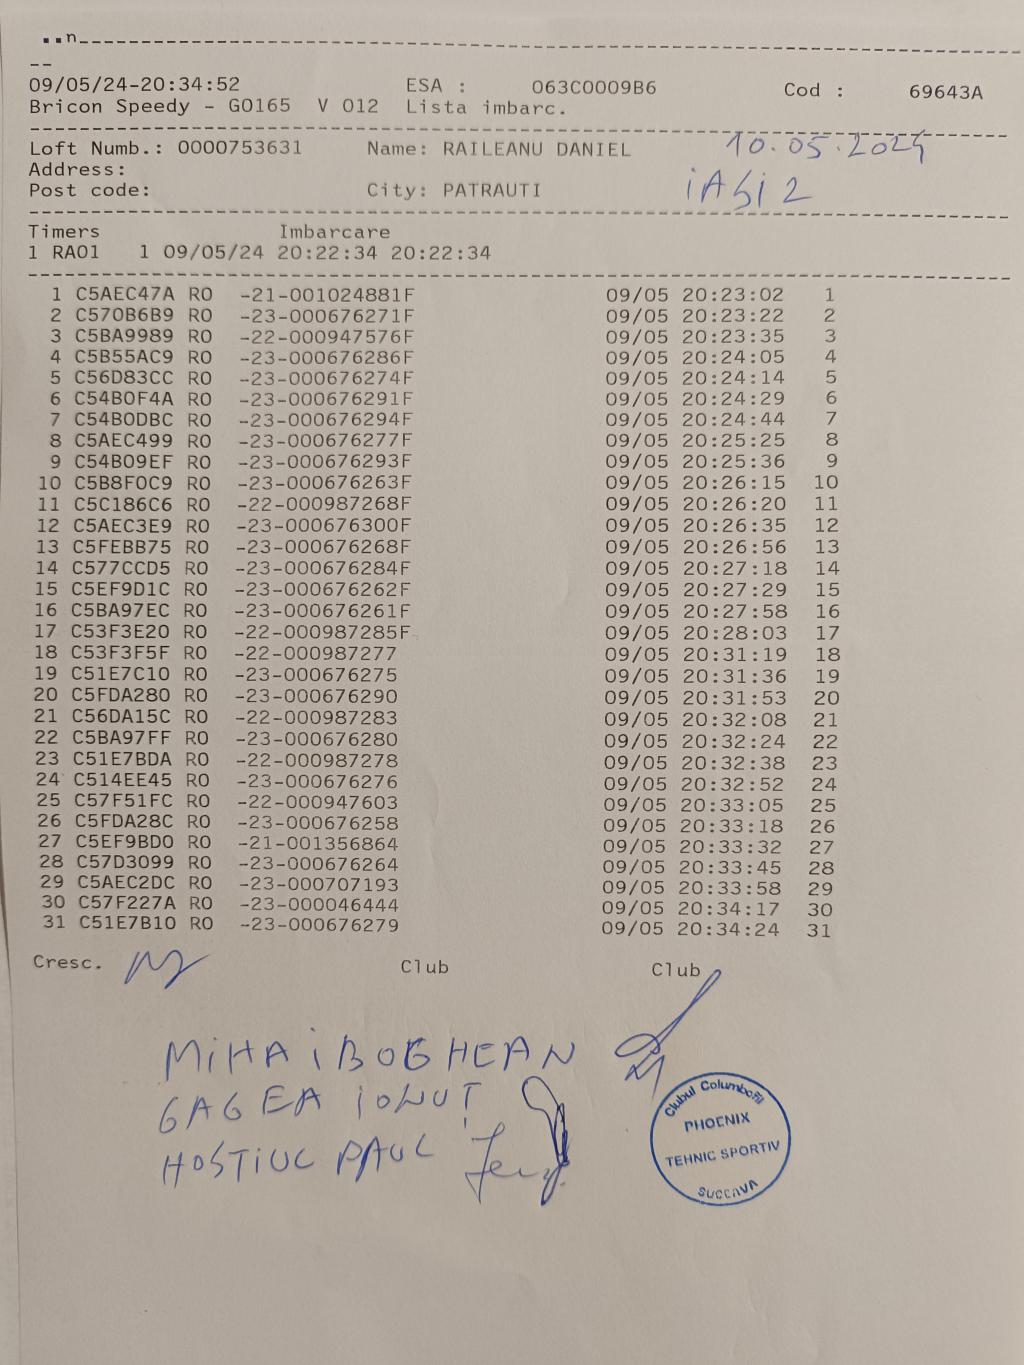 ..n
--
09/05/24-20:34:52 ESA : 063C0009B6 Cod : 69643A
Bricon Speedy - G0165 V 012 Lista imbarc.
Loft Numb.: 0000753631 Name: RAILEANU DANIEL 10.05.2024
Address:
Post code: City: PATRAUTI iASi 2
Timers Imbarcare
1 RA01 1 09/05/24 20:22:34 20:22:34
1 C5AEC47A RO -21-001024881F 09/05 20:23:02 1
2 C570B6B9 RO -23-000676271F 09/05 20:23:22 2
3 C5BA9989 RO -22-000947576F 09/05 20:23:35 3
4 C5B55AC9 RO -23-000676286F 09/05 20:24:05 4
5 C56D83CC RO -23-000676274F 09/05 20:24:14 5
6 C54B0F4A RO -23-000676291F 09/05 20:24:29 6
7 C54B0DBC RO -23-000676294F 09/05 20:24:44 7
8 C5AEC499 RO -23-000676277F 09/05 20:25:25 8
9 C54B09EF RO -23-000676293F 09/05 20:25:36 9
10 C5B8F0C9 RO -23-000676263F 09/05 20:26:15 10
11 C5C186C6 RO -22-000987268F 09/05 20:26:20 11
12 C5AEC3E9 RO -23-000676300F 09/05 20:26:35 12
13 C5FEBB75 RO -23-000676268F 09/05 20:26:56 13
14 C577CCD5 RO -23-000676284F 09/05 20:27:18 14
15 C5EF9D1C RO -23-000676262F 09/05 20:27:29 15
16 C5BA97EC RO -23-000676261F 09/05 20:27:58 16
17 C53F3E20 RO -22-000987285F 09/05 20:28:03 17
18 C53F3F5F RO -22-000987277 09/05 20:31:19 18
19 C51E7C10 RO -23-000676275 09/05 20:31:36 19
20 C5FDA280 RO -23-000676290 09/05 20:31:53 20
21 C56DA15C RO -22-000987283 09/05 20:32:08 21
22 C5BA97FF RO -23-000676280 09/05 20:32:24 22
23 C51E7BDA RO -22-000987278 09/05 20:32:38 23
24 C514EE45 RO -23-000676276 09/05 20:32:52 24
25 C57F51FC RO -22-000947603 09/05 20:33:05 25
26 C5FDA28C RO -23-000676258 09/05 20:33:18 26
27 C5EF9BD0 RO -21-001356864 09/05 20:33:32 27
28 C57D3099 RO -23-000676264 09/05 20:33:45 28
29 C5AEC2DC RO -23-000707193 09/05 20:33:58 29
30 C57F227A RO -23-000046444 09/05 20:34:17 30
31 C51E7B10 RO -23-000676279 09/05 20:34:24 31
Cresc. Club Club
MiHAi BOGHEAN
GAGEA iONUT
HOSTIUC PAUL
Clubul Columbofil
PHOENIX
TEHNIC SPORTIV
SUCEAVA